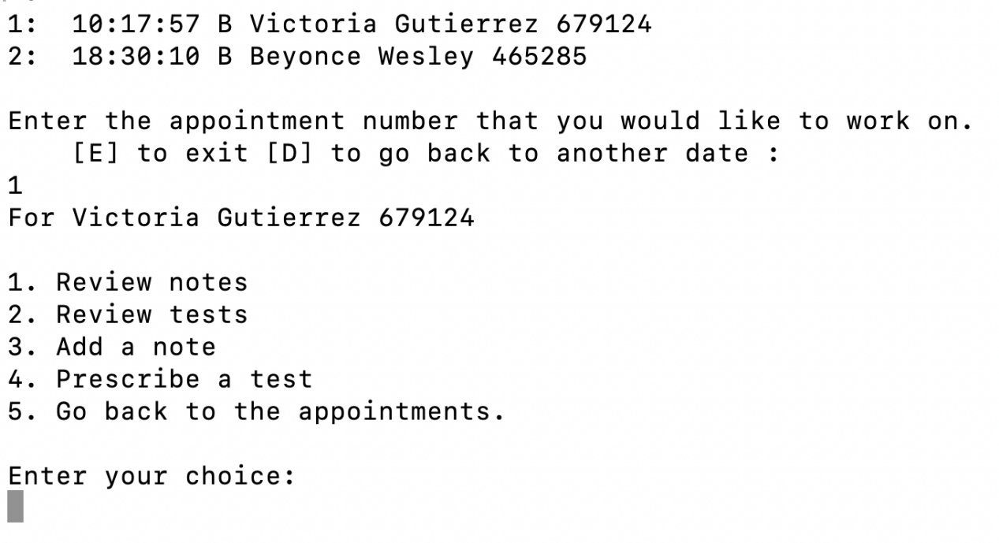 1:  10:17:57 B Victoria Gutierrez 679124
2:  18:30:10 B Beyonce Wesley 465285
Enter the appointment number that you would like to work on.
    [E] to exit [D] to go back to another date :
1
For Victoria Gutierrez 679124
1. Review notes
2. Review tests
3. Add a note
4. Prescribe a test
5. Go back to the appointments.
Enter your choice: